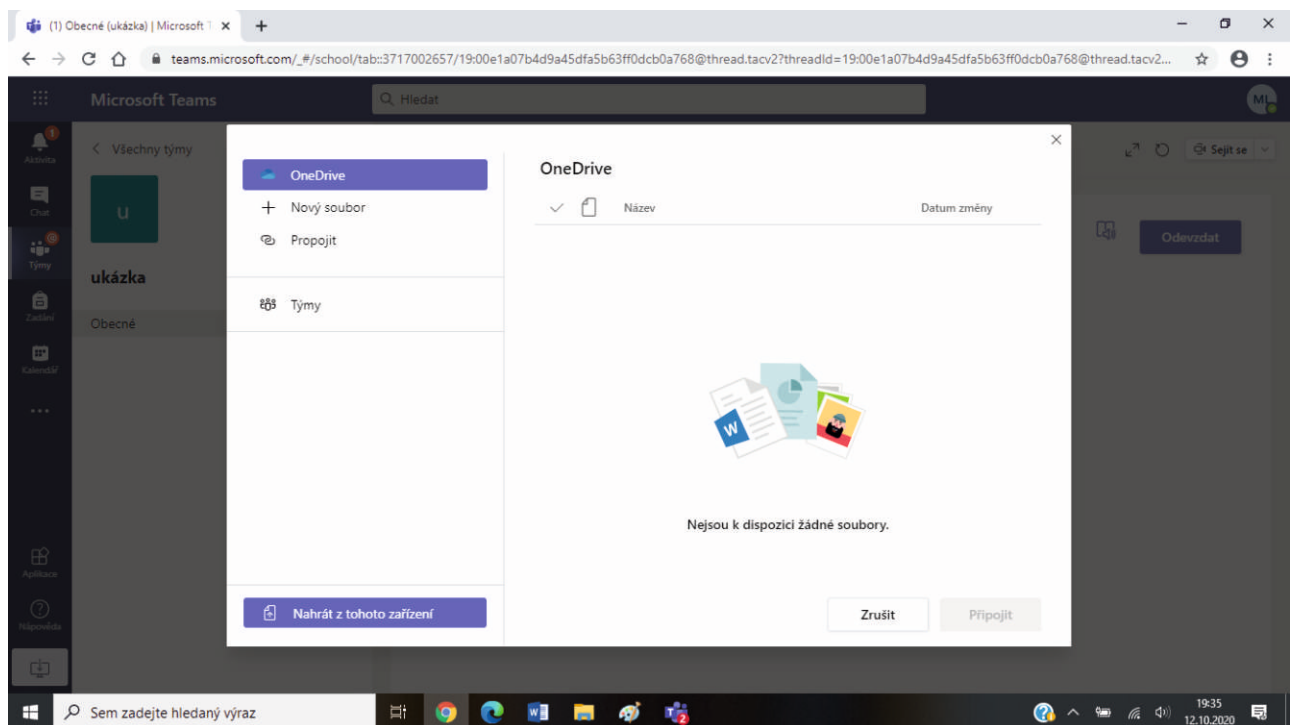 (1) Obecné (ukázka) | Microsoft T
teams.microsoft.com/_#/school/tab::3717002657/19:00e1a07b4d9a45dfa5b63ff0dcb0a768@thread.tacv2?threadId=19:00e1a07b4d9a45dfa5b63ff0dcb0a768@thread.tacv2...
Microsoft Teams
Hledat
ML
1
Aktivita
Chat
@
Týmy
Zadání
Kalendář
Aplikace
Nápověda
Všechny týmy
u
ukázka
Obecné
Sejít se
Odevzdat
OneDrive
Nový soubor
Propojit
Týmy
Nahrát z tohoto zařízení
OneDrive
Název Datum změny
W
Nejsou k dispozici žádné soubory.
Zrušit Připojit
Sem zadejte hledaný výraz
19:35
12.10.2020